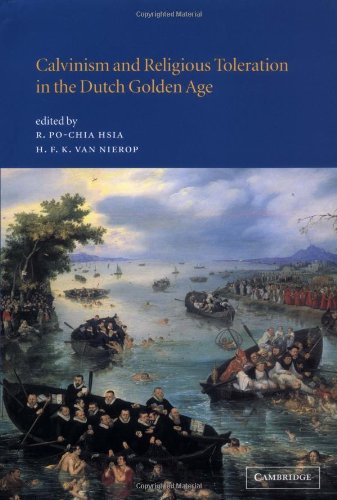 Calvinism and Religious Toleration
in the Dutch Golden Age
edited by
R. PO-CHIA HSIA
H. F. K. VAN NIEROP
CAMBRIDGE